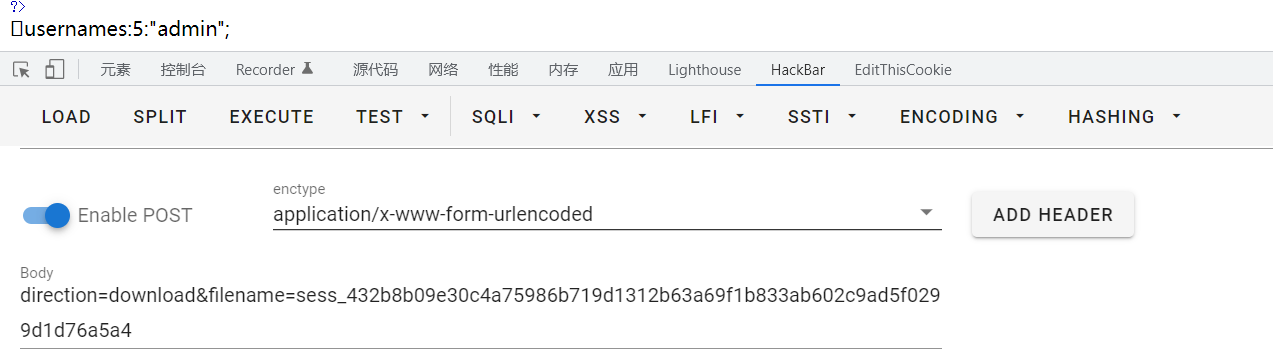 ?>
usernames:5:"admin";
元素 控制台 Recorder 源代码 网络 性能 内存 应用 Lighthouse HackBar EditThisCookie
LOAD SPLIT EXECUTE TEST SQLI XSS LFI SSTI ENCODING HASHING
enctype
Enable POST application/x-www-form-urlencoded ADD HEADER
Body
direction=download&filename=sess_432b8b09e30c4a75986b719d1312b63a69f1b833ab602c9ad5f029
9d1d76a5a4